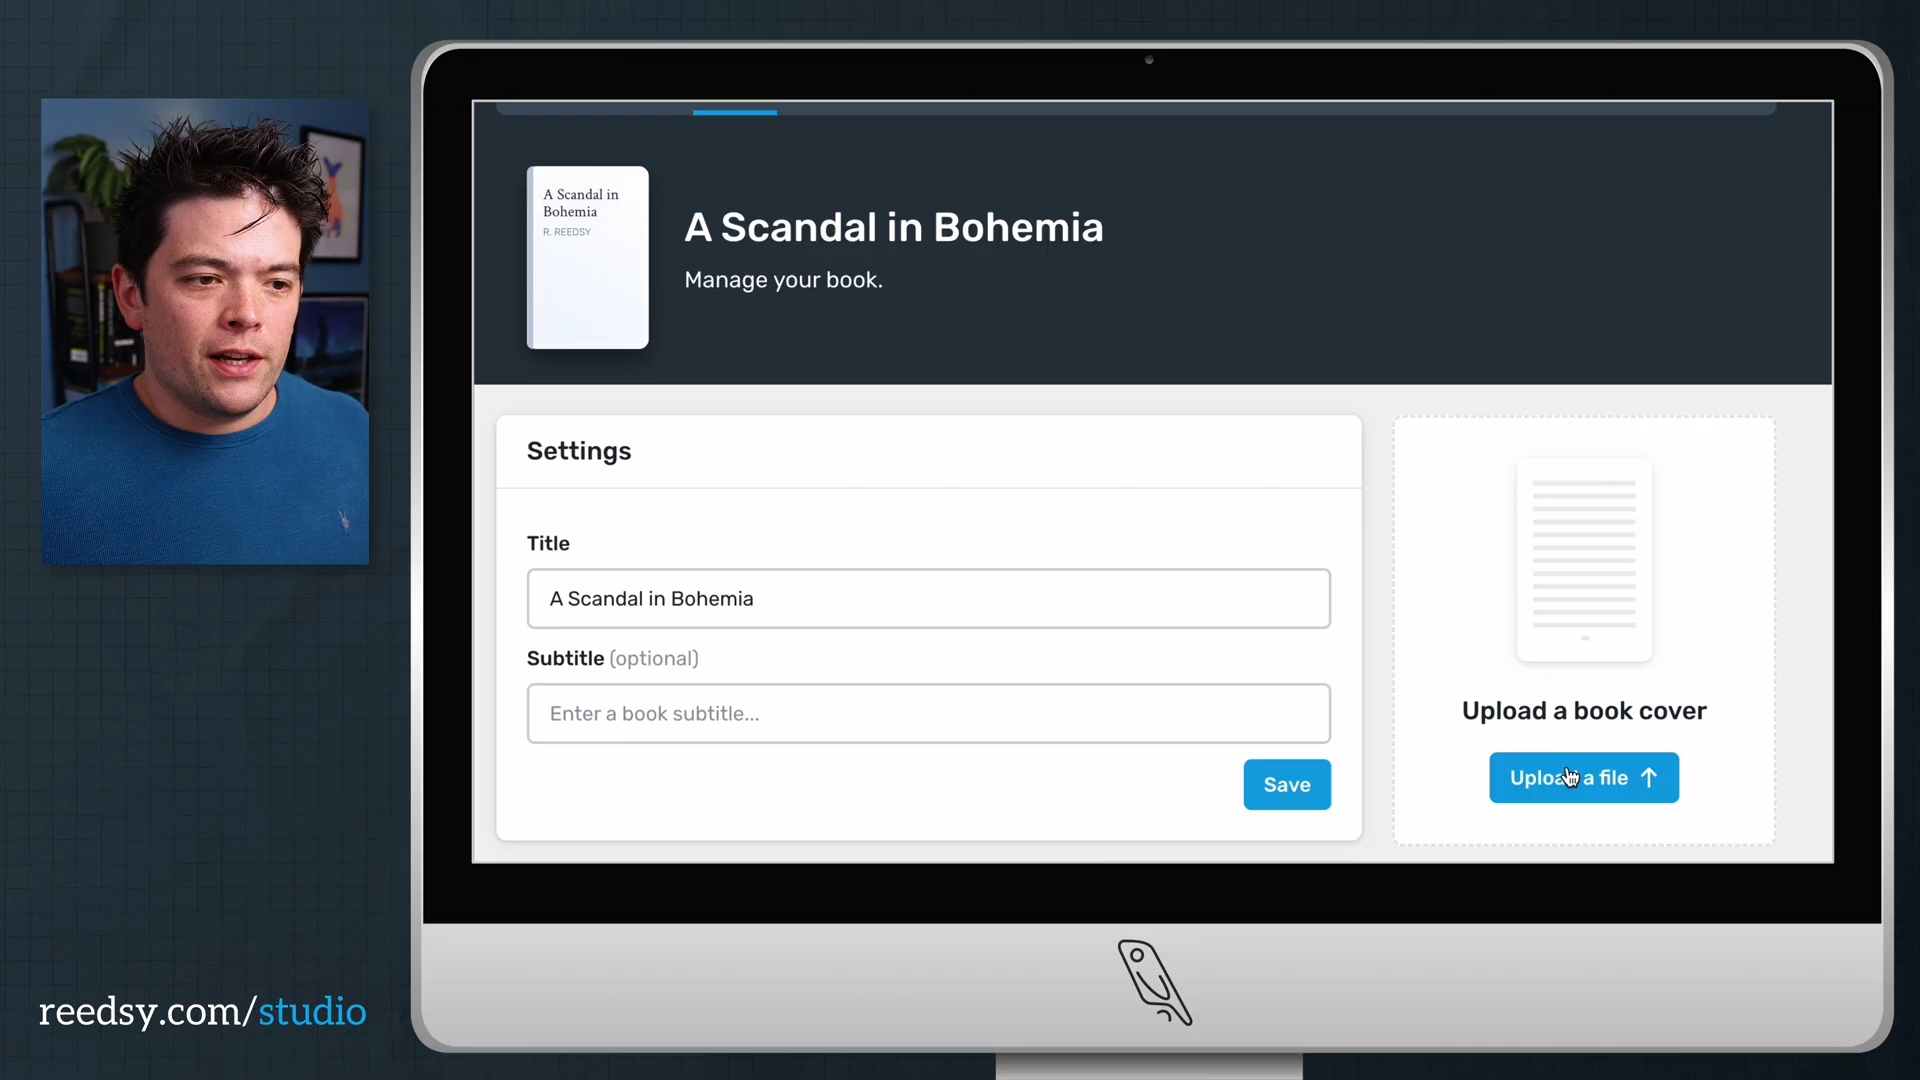 A Scandal in
Bohemia
R. REEDSY
A Scandal in Bohemia
Manage your book.
Settings
Title
A Scandal in Bohemia
Subtitle (optional)
Enter a book subtitle...
Save
Upload a book cover
Upload a file
reedsy.com/studio